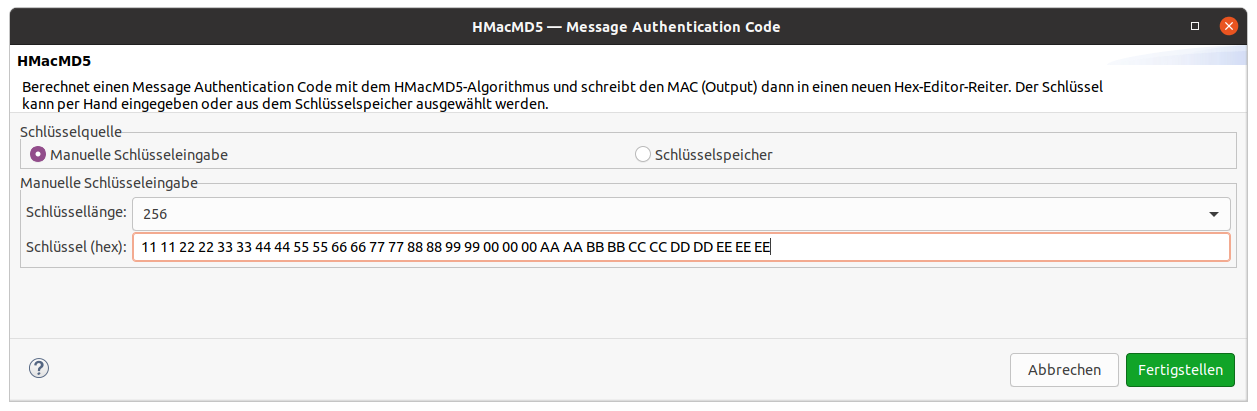 HMacMD5 — Message Authentication Code
HMacMD5
Berechnet einen Message Authentication Code mit dem HMacMD5-Algorithmus und schreibt den MAC (Output) dann in einen neuen Hex-Editor-Reiter. Der Schlüssel
kann per Hand eingegeben oder aus dem Schlüsselspeicher ausgewählt werden.
Schlüsselquelle
Manuelle Schlüsseleingabe
Schlüsselspeicher
Manuelle Schlüsseleingabe
Schlüssellänge: 256
Schlüssel (hex): 11 11 22 22 33 33 44 44 55 55 66 66 77 77 88 88 99 99 00 00 00 AA AA BB BB CC CC DD DD EE EE EE
?
Abbrechen
Fertigstellen